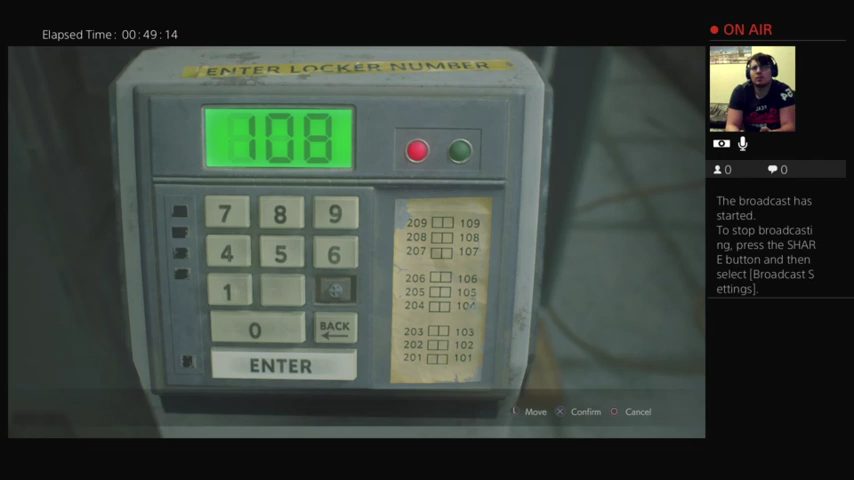 Elapsed Time: 00:49:14
ON AIR
ENTER LOCKER NUMBER
108
7 8 9
4 5 6
1
0 BACK
ENTER
209 109
208 108
207 107
206 106
205 105
204 104
203 103
202 102
201 101
0 0
The broadcast has
started.
To stop broadcasti
ng, press the SHAR
E button and then
select [Broadcast S
ettings].
L Move Confirm Cancel